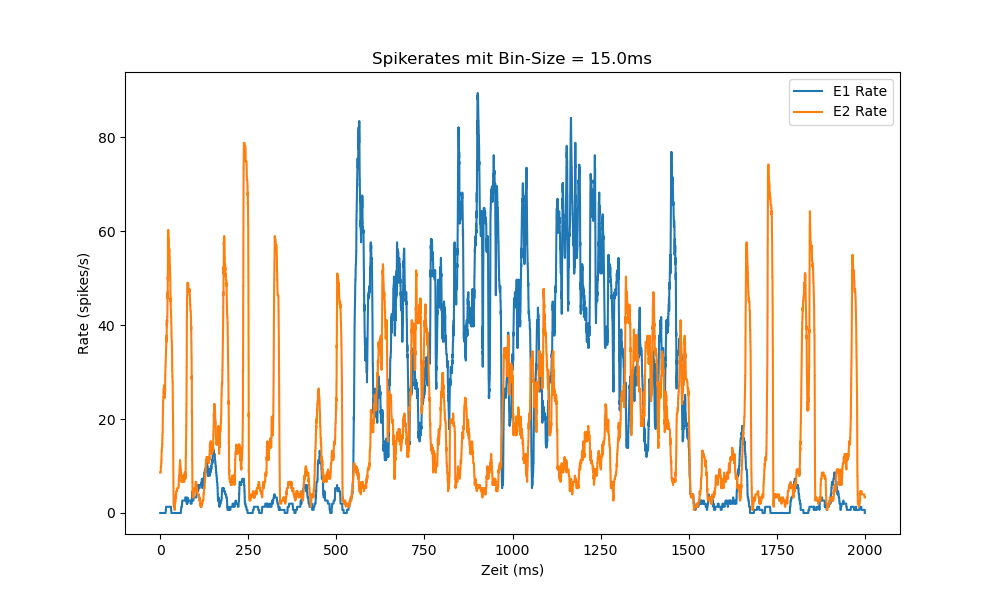 Spikerates mit Bin-Size = 15.0ms
E1 Rate
E2 Rate
80
60
40
20
0
Rate (spikes/s)
0 250 500 750 1000 1250 1500 1750 2000
Zeit (ms)